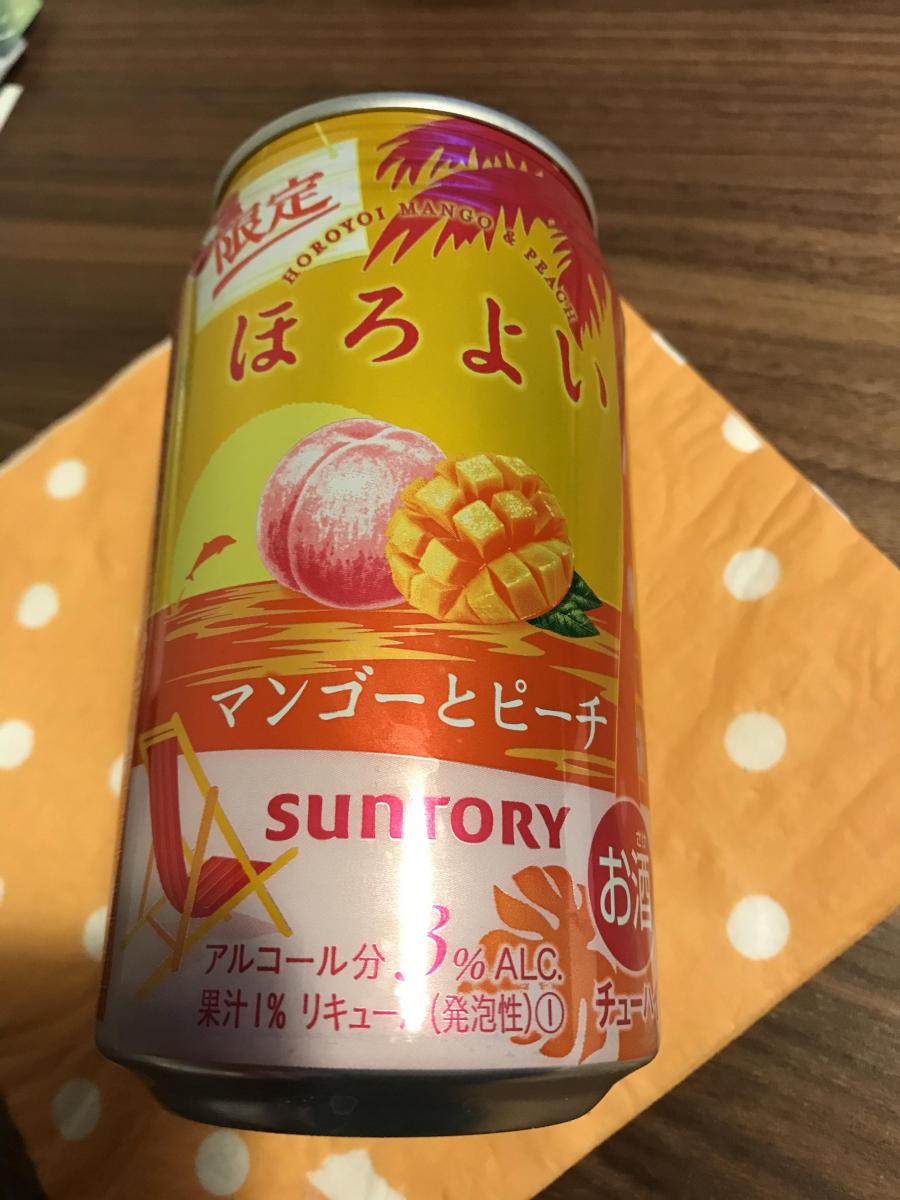 限定
HOROYOI MANGO & PEACH
ほろよい
マンゴーとピーチ
SUNTORY
さけ
お酒
アルコール分 3% ALC.
果汁1% リキュール(発泡性)①
チューハイ